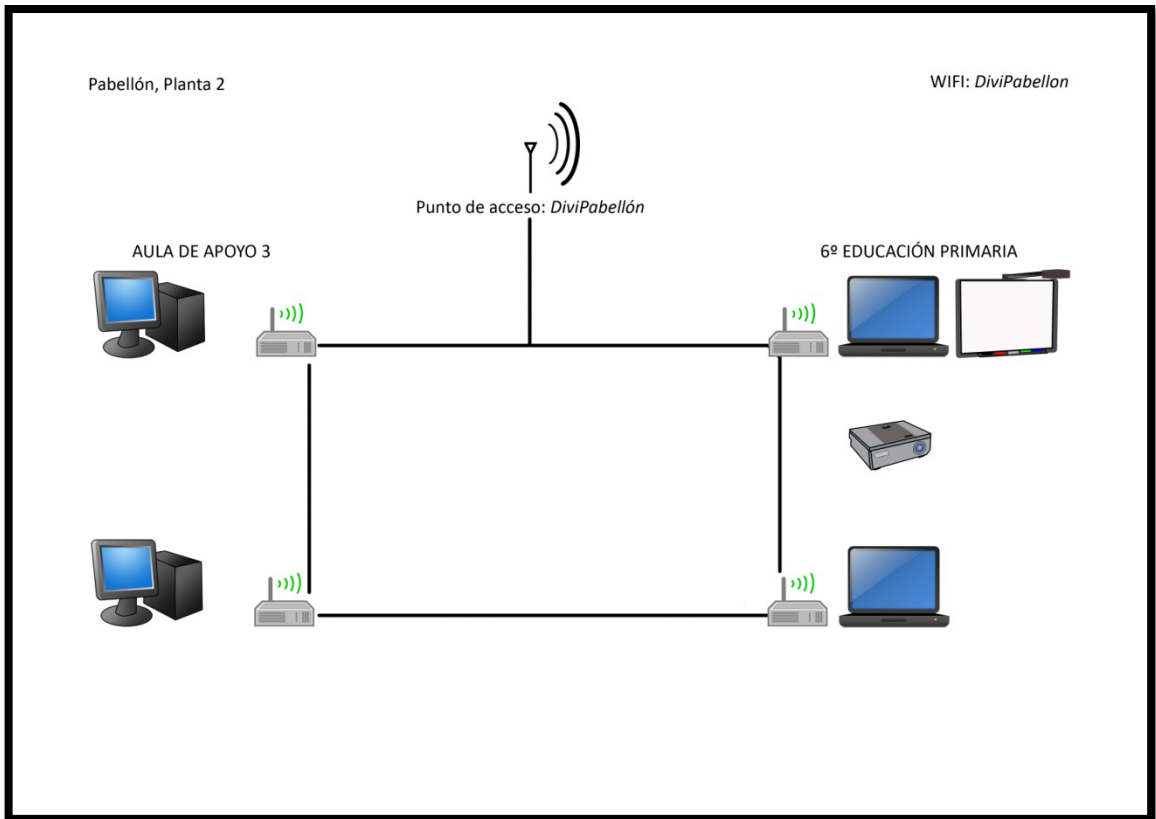 Pabellón, Planta 2
WIFI: DiviPabellon
Punto de acceso: DiviPabellón
AULA DE APOYO 3
6º EDUCACIÓN PRIMARIA